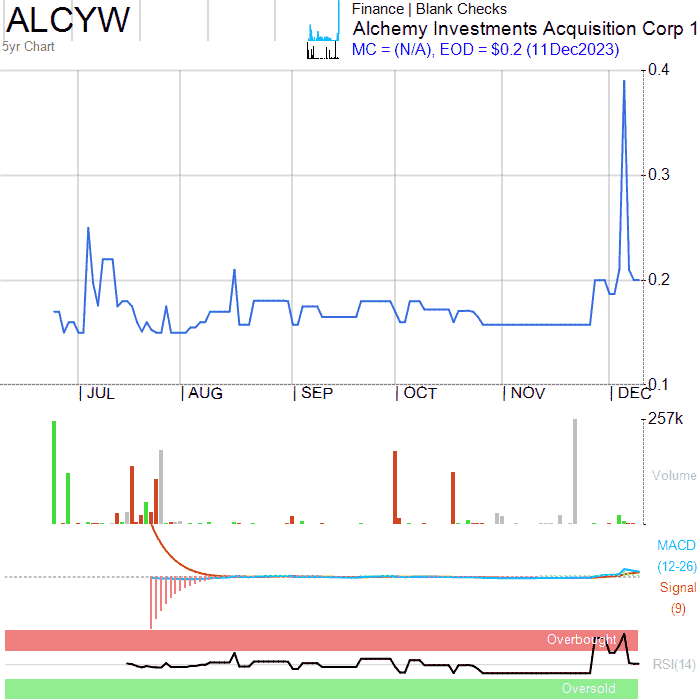 ALCYW
5yr Chart
Finance | Blank Checks
Alchemy Investments Acquisition Corp 1
MC = (N/A), EOD = $0.2 (11Dec2023)
0.4
0.3
0.2
0.1
JUL
AUG
SEP
OCT
NOV
DEC
257k
Volume
MACD
(12-26)
Signal
(9)
Overbought
RSI(14)
Oversold